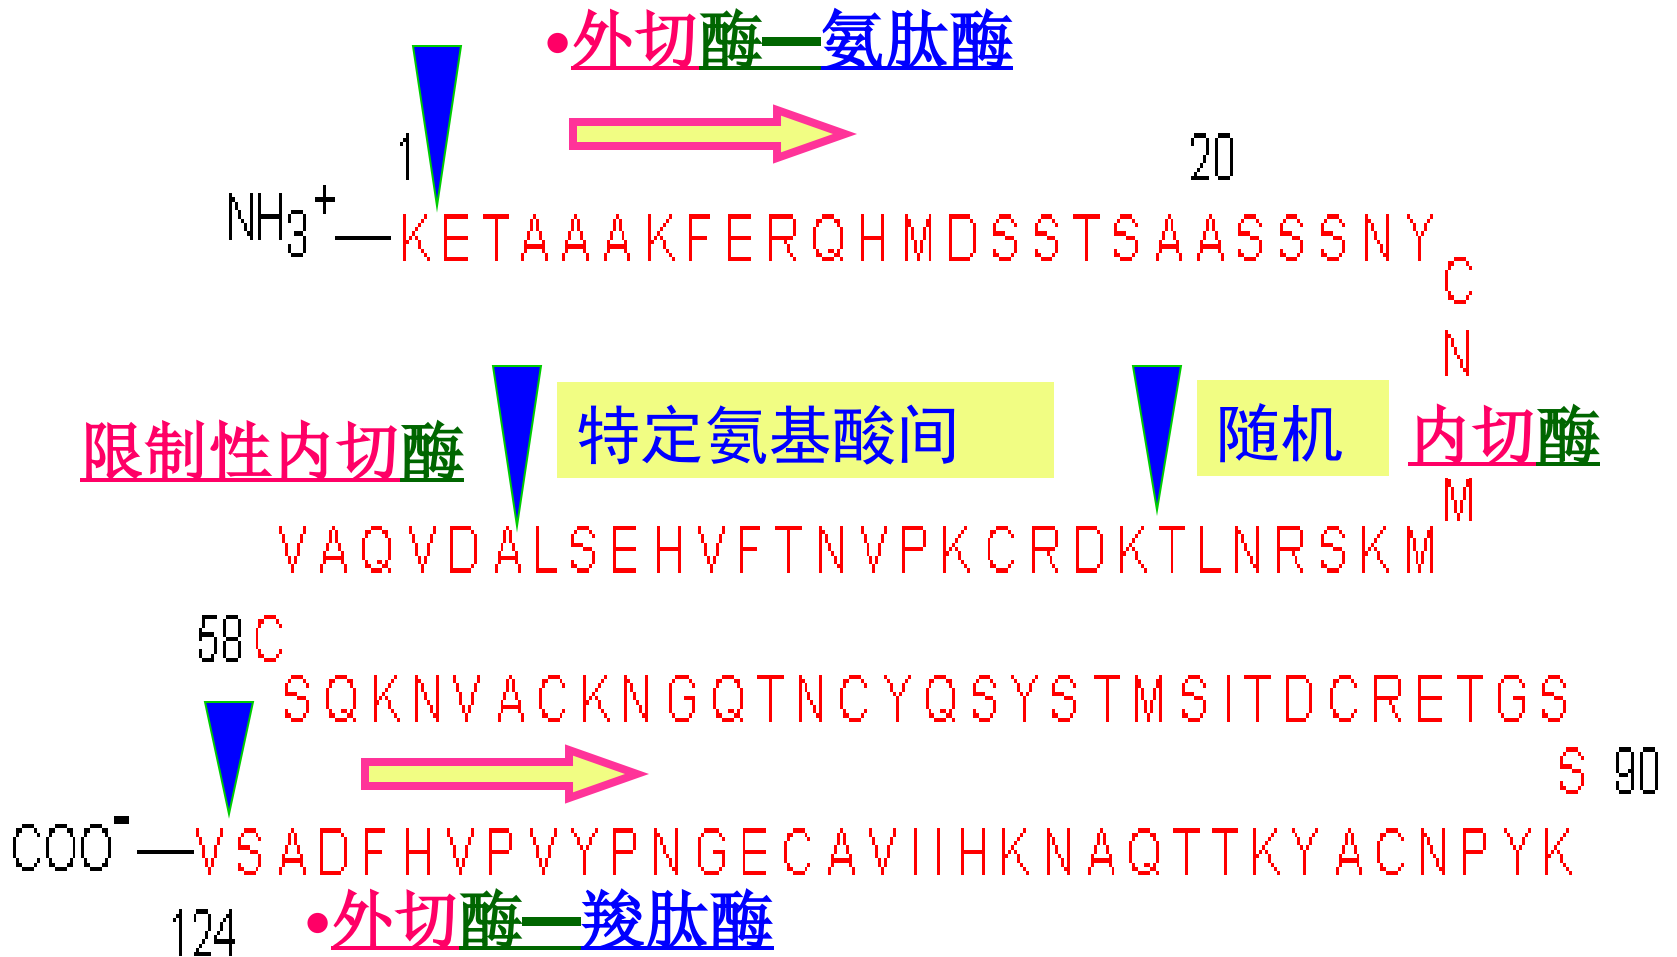 •外切酶—氨肽酶
1 20
NH3+—KETAAAKFERQHMDSSTSAASSSNY
C
N
限制性内切酶 特定氨基酸间 随机 内切酶
M
VAQVDALSEHVFTNVPKCRDKTLNRSKM
58 C
SQKNVACKNGQTNCYQSYSTMSITDCRETGS
S 90
COO-—VSADFHVPVYPNGECAVIIHKNAQTTKYACNPYK
124 •外切酶—羧肽酶